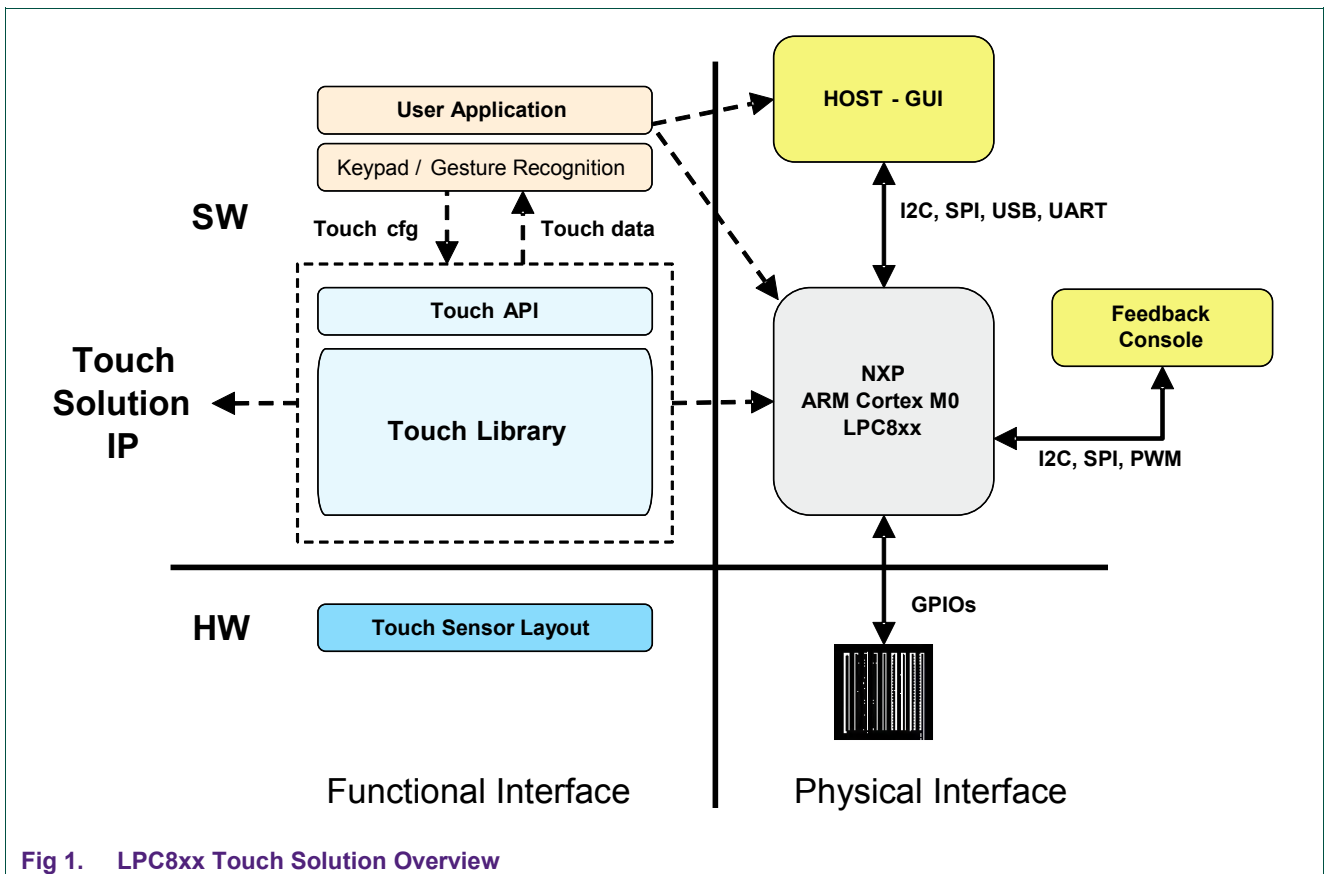 User Application
HOST - GUI
Keypad / Gesture Recognition
SW
Touch cfg
Touch data
I2C, SPI, USB, UART
Touch API
Feedback
Console
Touch
Solution
IP
Touch Library
NXP
ARM Cortex M0
LPC8xx
I2C, SPI, PWM
HW
Touch Sensor Layout
GPIOs
Functional Interface
Physical Interface
Fig 1. LPC8xx Touch Solution Overview